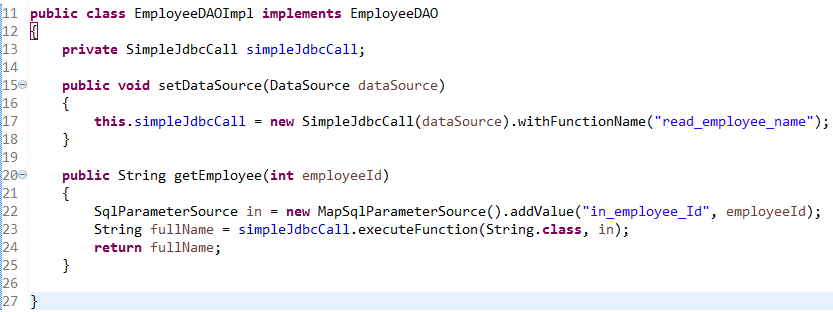 11 public class EmployeeDAOImpl implements EmployeeDAO
12 {
13     private SimpleJdbcCall simpleJdbcCall;
14
15     public void setDataSource(DataSource dataSource)
16     {
17         this.simpleJdbcCall = new SimpleJdbcCall(dataSource).withFunctionName("read_employee_name");
18     }
19
20     public String getEmployee(int employeeId)
21     {
22         SqlParameterSource in = new MapSqlParameterSource().addValue("in_employee_Id", employeeId);
23         String fullName = simpleJdbcCall.executeFunction(String.class, in);
24         return fullName;
25     }
26
27 }